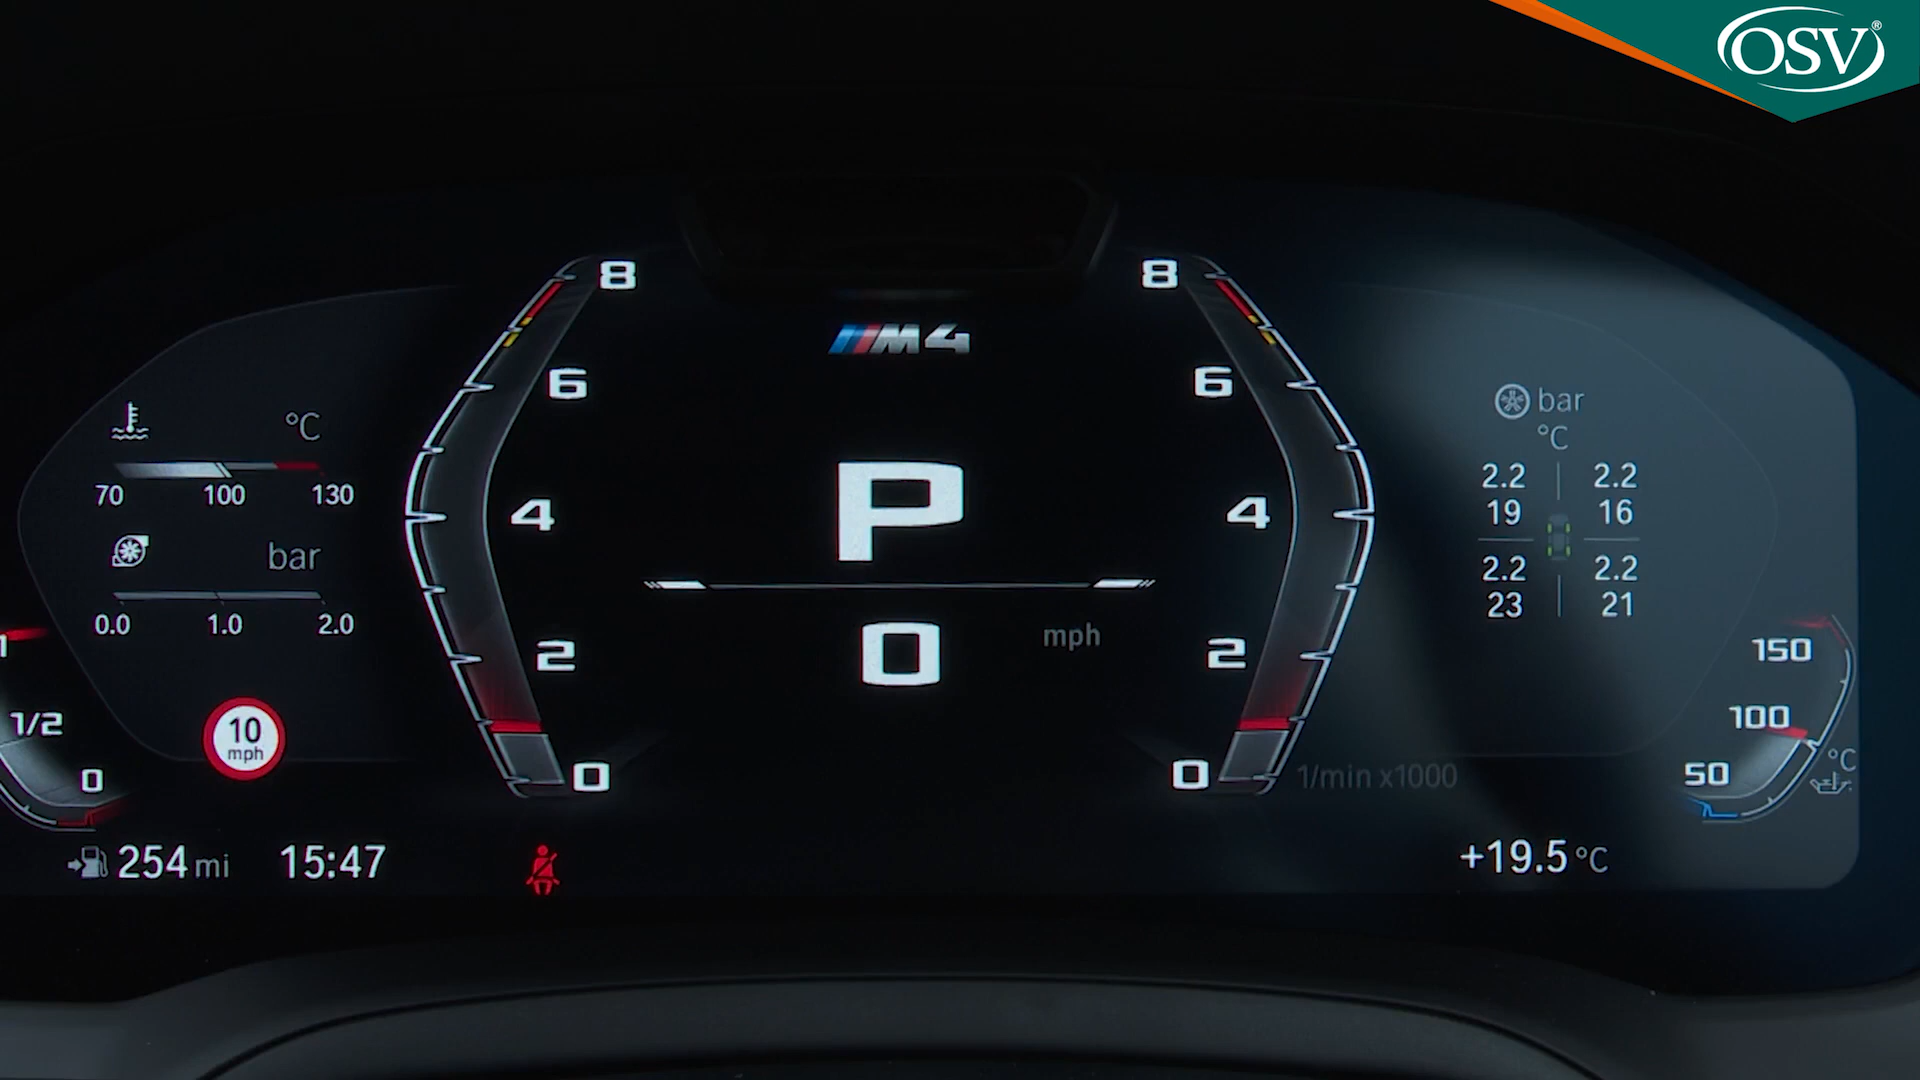 OSV®
8 8
M4
6 6
bar
°C
°C
2.2 2.2
70 100 130
19 16
P
4 4
bar
2.2 2.2
23 21
0.0 1.0 2.0
0 mph
1
2 2
150
1/2
10
mph
100
0
0 0
1/min x1000
50
°C
254 mi 15:47
+19.5 °C